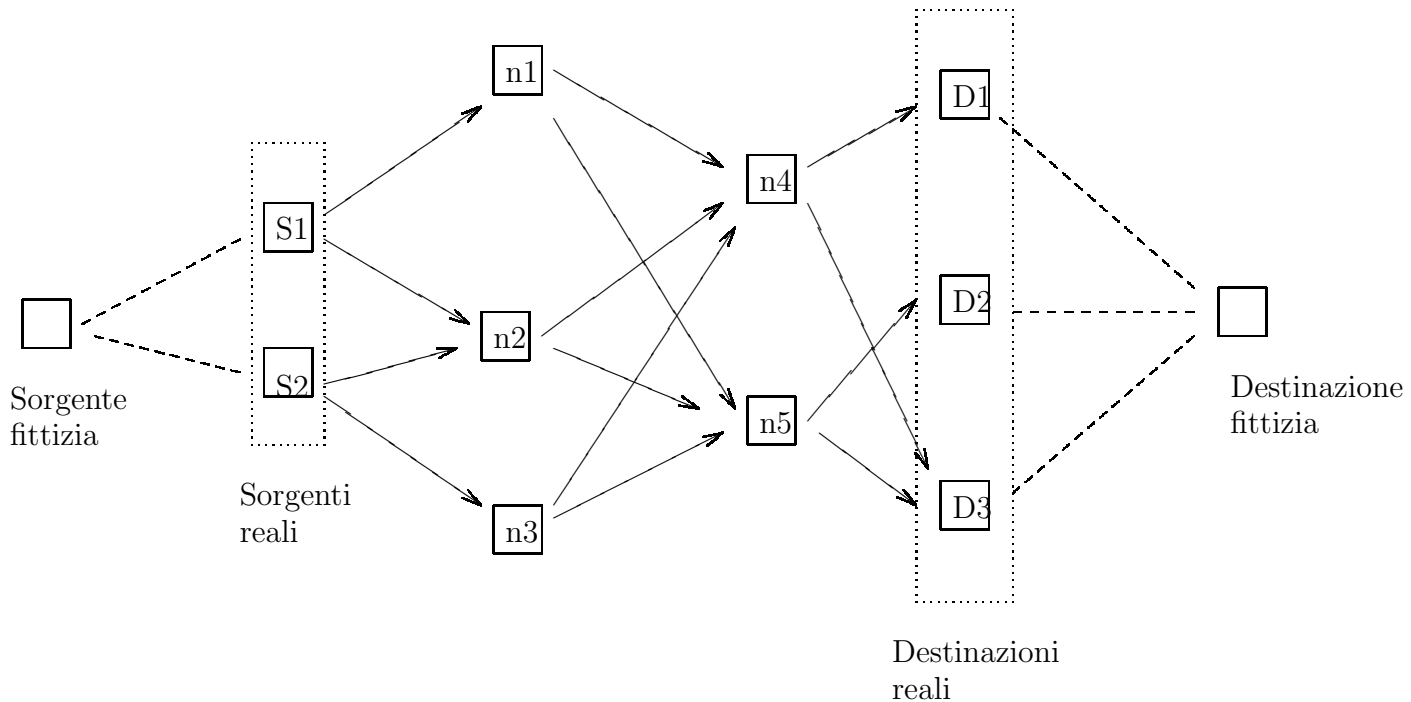 n1
D1
n4
S1
D2
n2
S2
Sorgente
fittizia
Destinazione
fittizia
n5
Sorgenti
reali
n3
D3
Destinazioni
reali